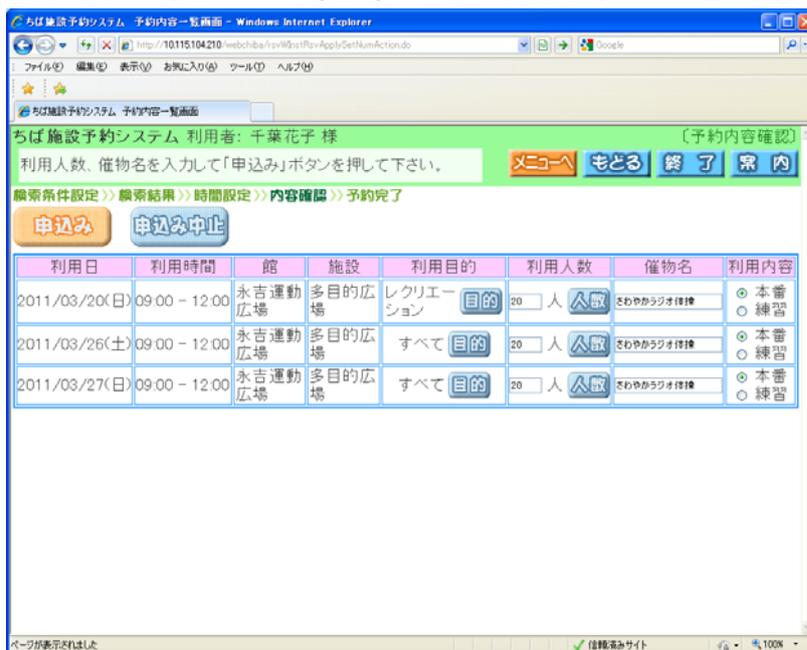 ちば施設予約システム 予約内容一覧画面 - Windows Internet Explorer
http://10.115.104.210/webchiba/rsvWInstRsvApplySetNumAction.do
Google
ファイル(F) 編集(E) 表示(V) お気に入り(A) ツール(T) ヘルプ(H)
ちば施設予約システム 予約内容一覧画面
ちば施設予約システム 利用者: 千葉花子 様 〔予約内容確認〕
利用人数、催物名を入力して「申込み」ボタンを押して下さい。 メニューへ もどる 終了 案内
検索条件設定>>検索結果>>時間設定>>内容確認>>予約完了
申込み 申込み中止
利用日 利用時間 館 施設 利用目的 利用人数 催物名 利用内容
2011/03/20(日) 09:00 - 12:00 永吉運動広場 多目的広場 レクリエーション 目的 20 人 人数 さわやかラジオ体操 本番 練習
2011/03/26(土) 09:00 - 12:00 永吉運動広場 多目的広場 すべて 目的 20 人 人数 さわやかラジオ体操 本番 練習
2011/03/27(日) 09:00 - 12:00 永吉運動広場 多目的広場 すべて 目的 20 人 人数 さわやかラジオ体操 本番 練習
ページが表示されました 信頼済みサイト 100%